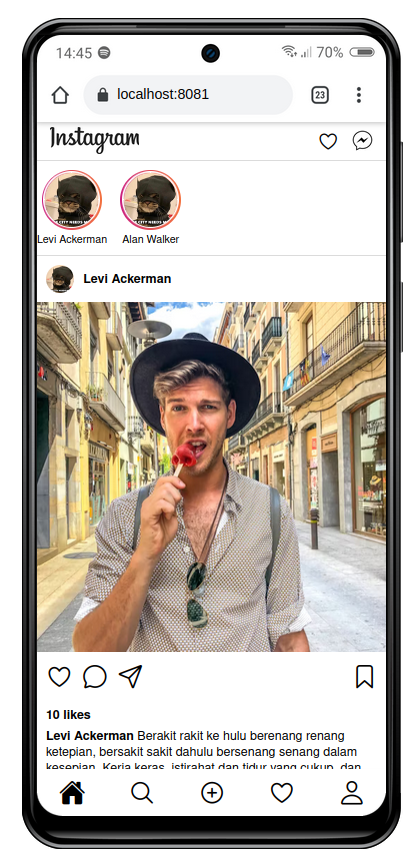 14:45 70%
localhost:8081 23
Instagram
CITY NEEDS
Levi Ackerman Alan Walker
Levi Ackerman
10 likes
Levi Ackerman Berakit rakit ke hulu berenang renang
ketepian, bersakit sakit dahulu bersenang senang dalam
kesepian. Kerja keras, istirahat dan tidur yang cukup, dan